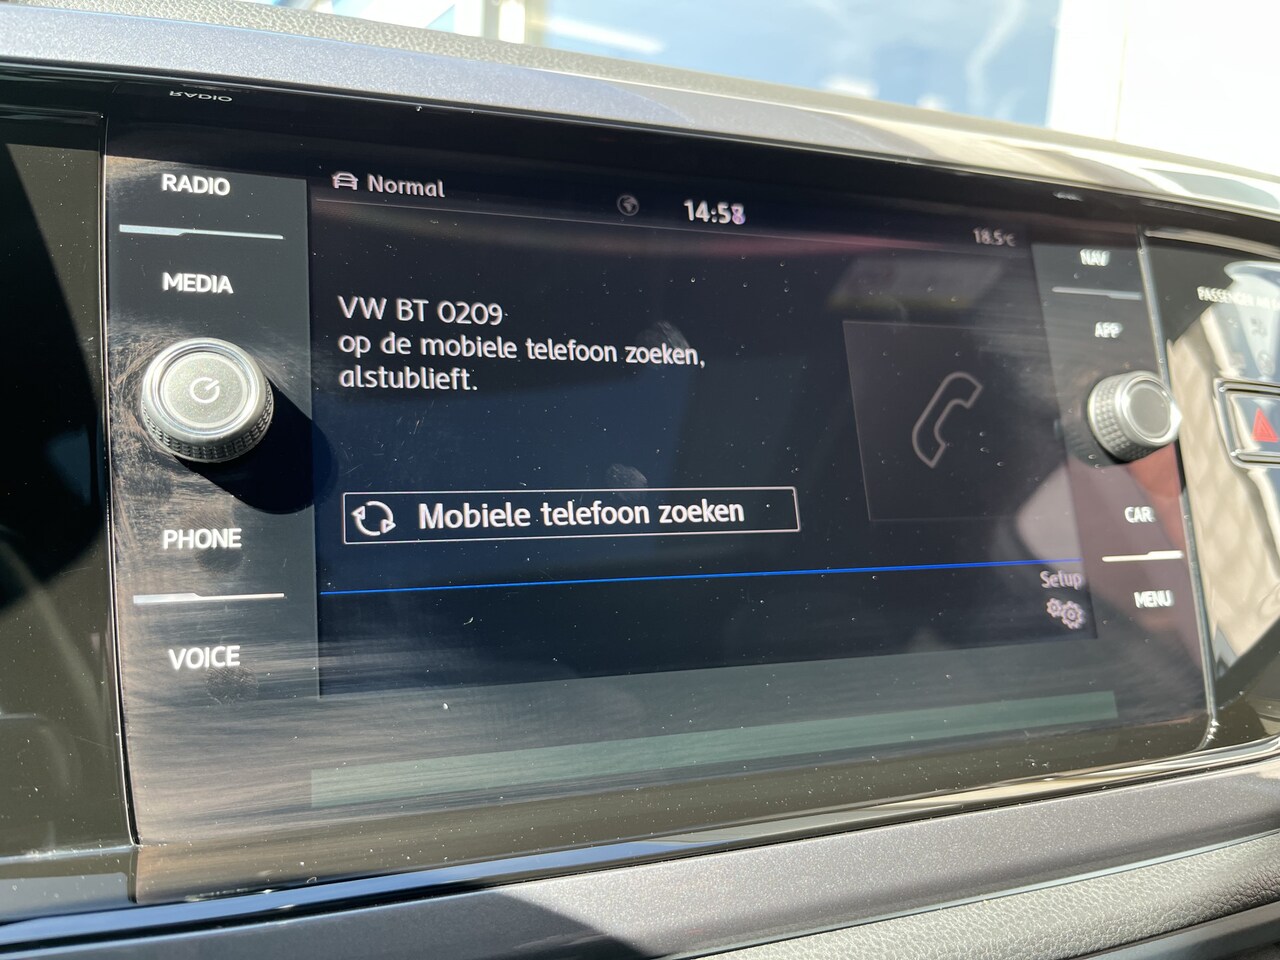 RADIO
MEDIA
PHONE
VOICE
Normal
14:58
18.5°C
VW BT 0209
op de mobiele telefoon zoeken,
alstublieft.
Mobiele telefoon zoeken
Setup
NAV
APP
CAR
MENU
PASSENGER